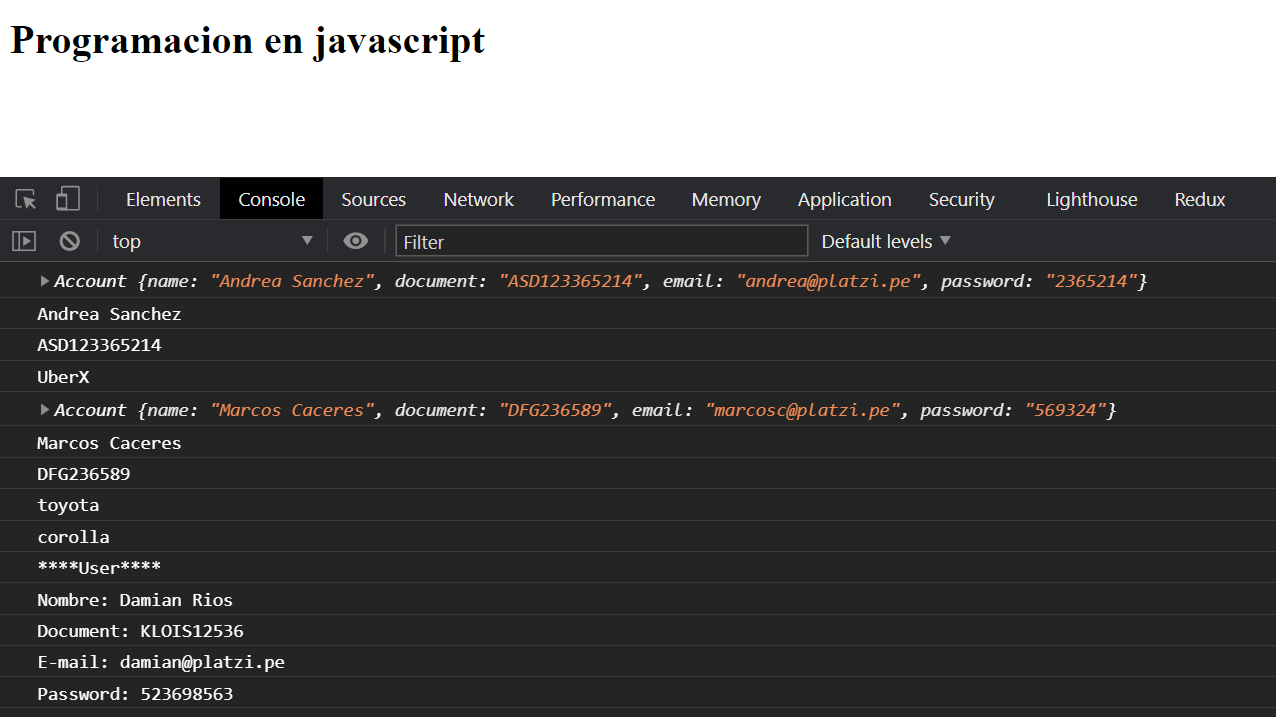 Programacion en javascript
Elements Console Sources Network Performance Memory Application Security Lighthouse Redux
top Filter Default levels
Account {name: "Andrea Sanchez", document: "ASD123365214", email: "andrea@platzi.pe", password: "2365214"}
Andrea Sanchez
ASD123365214
UberX
Account {name: "Marcos Caceres", document: "DFG236589", email: "marcosc@platzi.pe", password: "569324"}
Marcos Caceres
DFG236589
toyota
corolla
****User****
Nombre: Damian Rios
Document: KLOIS12536
E-mail: damian@platzi.pe
Password: 523698563